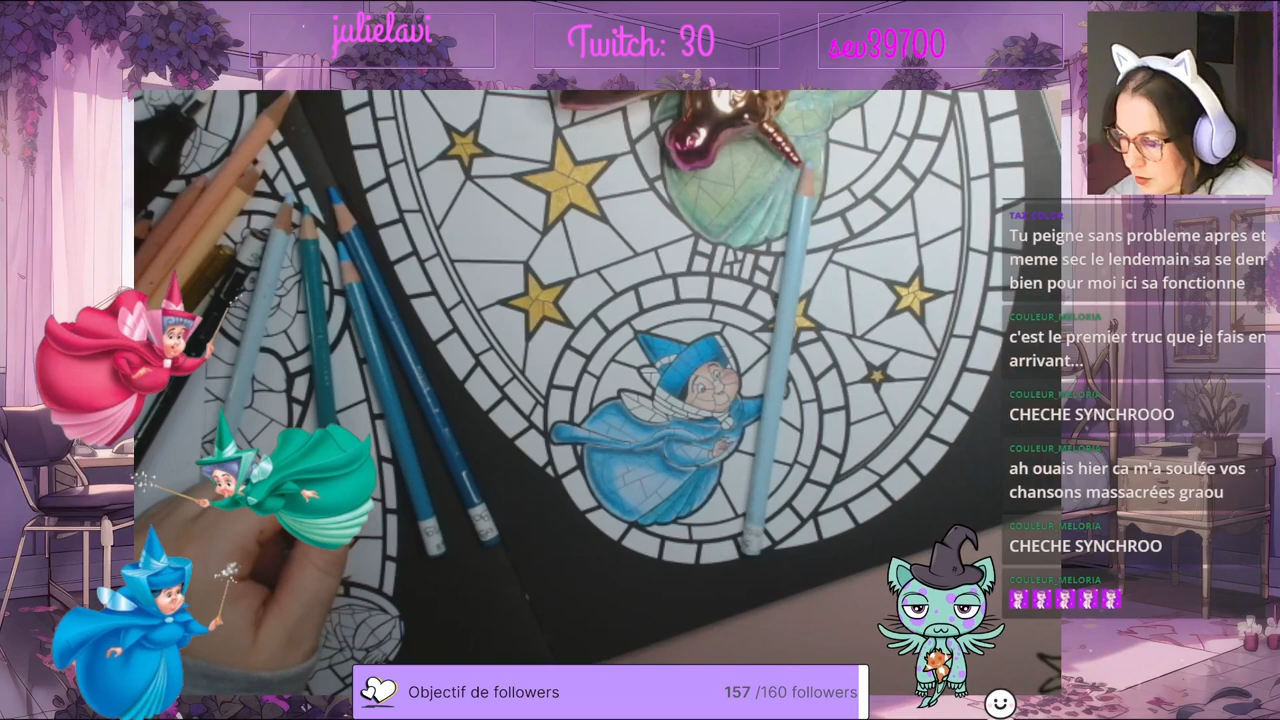 julielavi
Twitch: 30
sev39700
TAZ_COLOR
Tu peigne sans probleme apres et
meme sec le lendemain sa se dem
bien pour moi ici sa fonctionne
COULEUR_MELORIA
c'est le premier truc que je fais en
arrivant...
COULEUR_MELORIA
CHECHE SYNCHROOO
COULEUR_MELORIA
ah ouais hier ca m'a soulée vos
chansons massacrées graou
COULEUR_MELORIA
CHECHE SYNCHROO
COULEUR_MELORIA
Objectif de followers
157 /160 followers